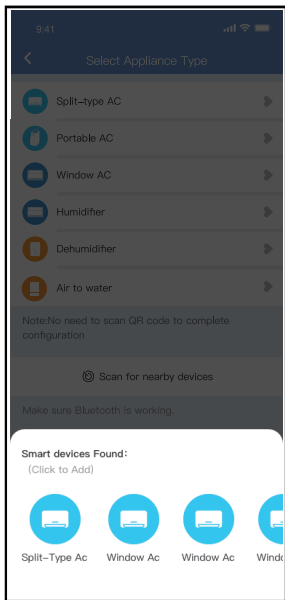 9:41
Select Appliance Type
Split-type AC
Portable AC
Window AC
Humidifier
Dehumidifier
Air to water
Note:No need to scan QR code to complete
configuration
Scan for nearby devices
Make sure Bluetooth is working.
Smart devices Found:
(Click to Add)
Split-Type Ac Window Ac Window Ac